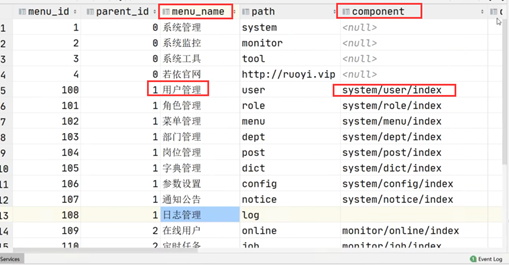 menu_id parent_id menu_name path component
1 1 0 系统管理 system <null>
2 2 0 系统监控 monitor <null>
3 3 0 系统工具 tool <null>
4 4 0 若依官网 http://ruoyi.vip <null>
5 100 1 用户管理 user system/user/index
6 101 1 角色管理 role system/role/index
7 102 1 菜单管理 menu system/menu/index
8 103 1 部门管理 dept system/dept/index
9 104 1 岗位管理 post system/post/index
10 105 1 字典管理 dict system/dict/index
11 106 1 参数设置 config system/config/index
12 107 1 通知公告 notice system/notice/index
13 108 1 日志管理 log
14 109 2 在线用户 online monitor/online/index
15 110 2 定时任务 job monitor/job/index
Services Event Log